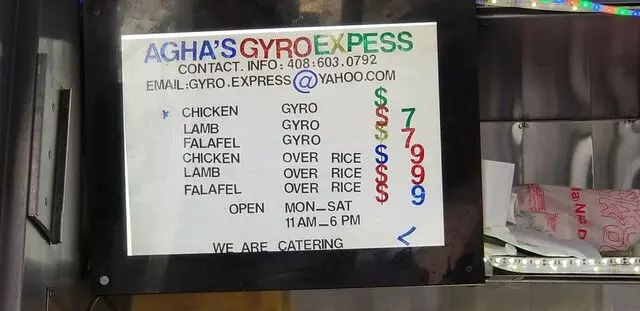 AGHA'S GYRO EXPESS
CONTACT. INFO: 408:603.0792
EMAIL: GYRO.EXPRESS@YAHOO.COM
CHICKEN GYRO $
LAMB GYRO $ 7
FALAFEL GYRO $ 7
CHICKEN OVER RICE $ 9
LAMB OVER RICE $ 9
FALAFEL OVER RICE $ 9
OPEN MON_SAT
11 AM_6 PM
WE ARE CATERING